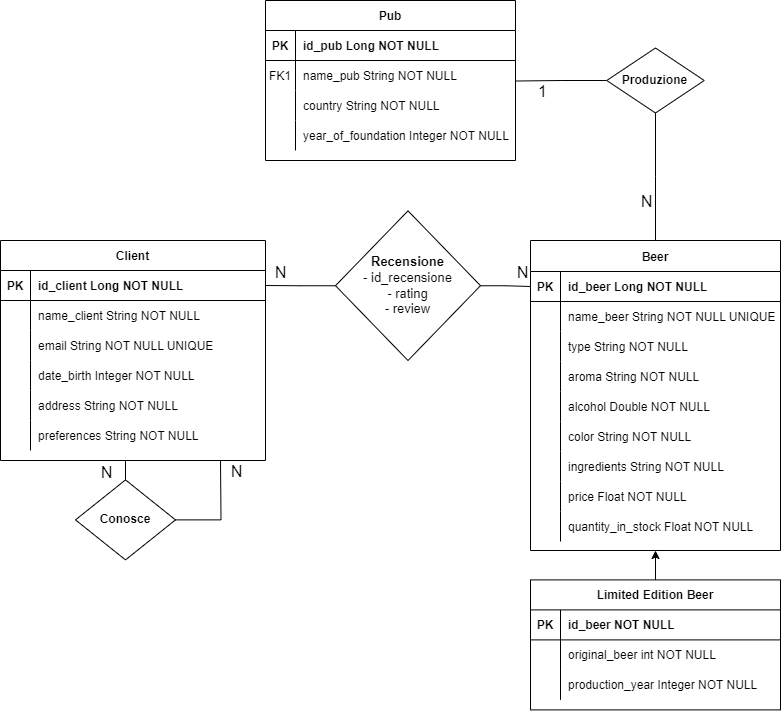 Pub
PK id_pub Long NOT NULL
FK1 name_pub String NOT NULL
country String NOT NULL
year_of_foundation Integer NOT NULL
1
Produzione
N
Client
PK id_client Long NOT NULL
name_client String NOT NULL
email String NOT NULL UNIQUE
date_birth Integer NOT NULL
address String NOT NULL
preferences String NOT NULL
N
Recensione
- id_recensione
- rating
- review
N
Beer
PK id_beer Long NOT NULL
name_beer String NOT NULL UNIQUE
type String NOT NULL
aroma String NOT NULL
alcohol Double NOT NULL
color String NOT NULL
ingredients String NOT NULL
price Float NOT NULL
quantity_in_stock Float NOT NULL
N
N
Conosce
Limited Edition Beer
PK id_beer NOT NULL
original_beer int NOT NULL
production_year Integer NOT NULL